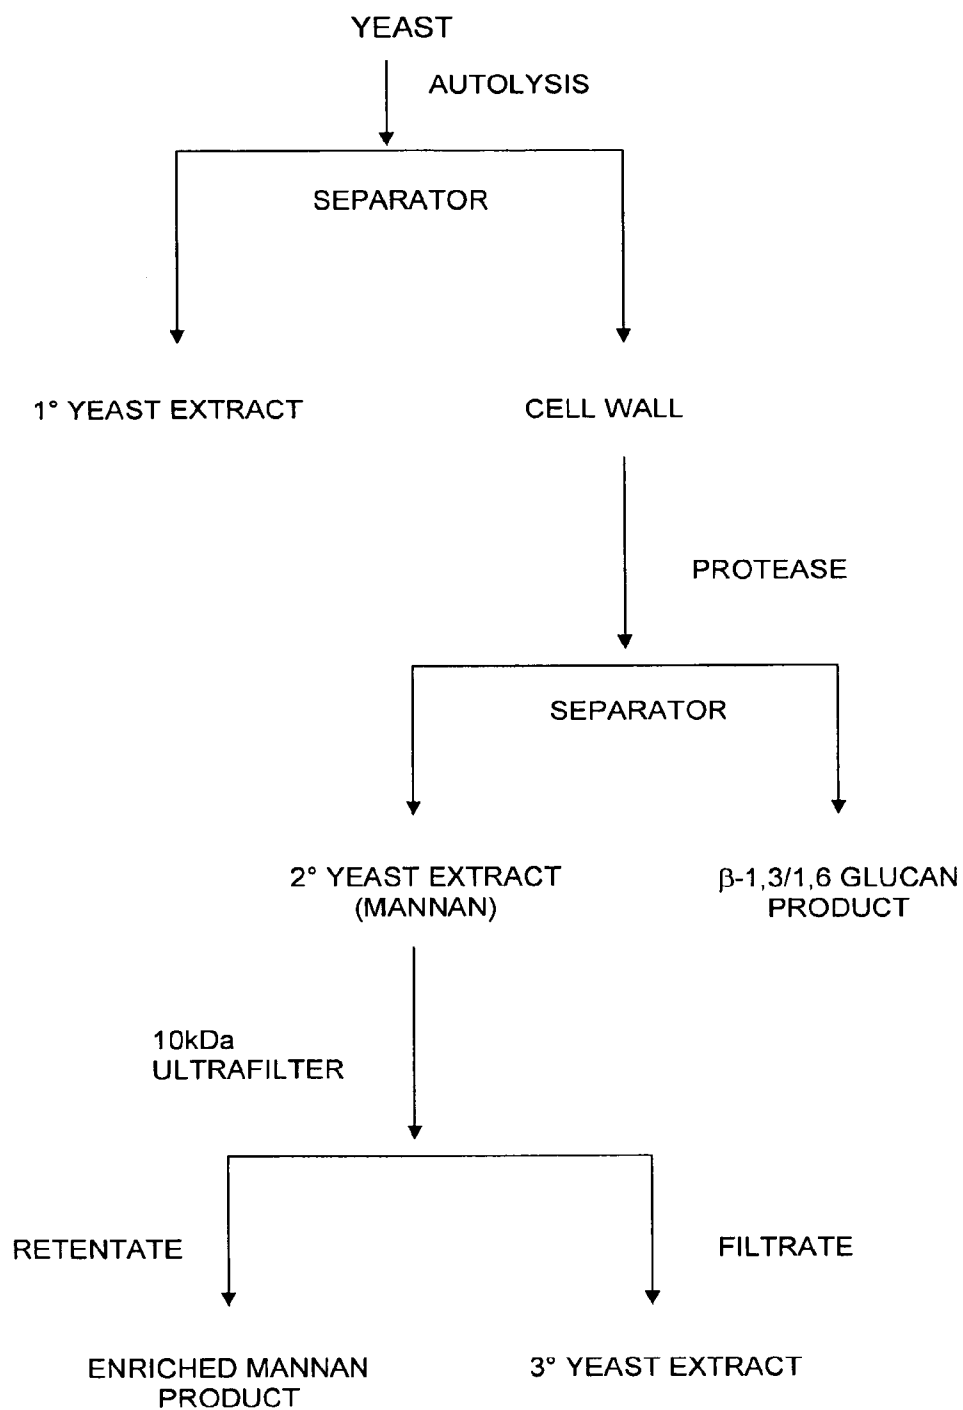 YEAST
AUTOLYSIS
SEPARATOR
1° YEAST EXTRACT
CELL WALL
PROTEASE
SEPARATOR
2° YEAST EXTRACT
(MANNAN)
β-1,3/1,6 GLUCAN
PRODUCT
10kDa
ULTRAFILTER
RETENTATE
FILTRATE
ENRICHED MANNAN
PRODUCT
3° YEAST EXTRACT